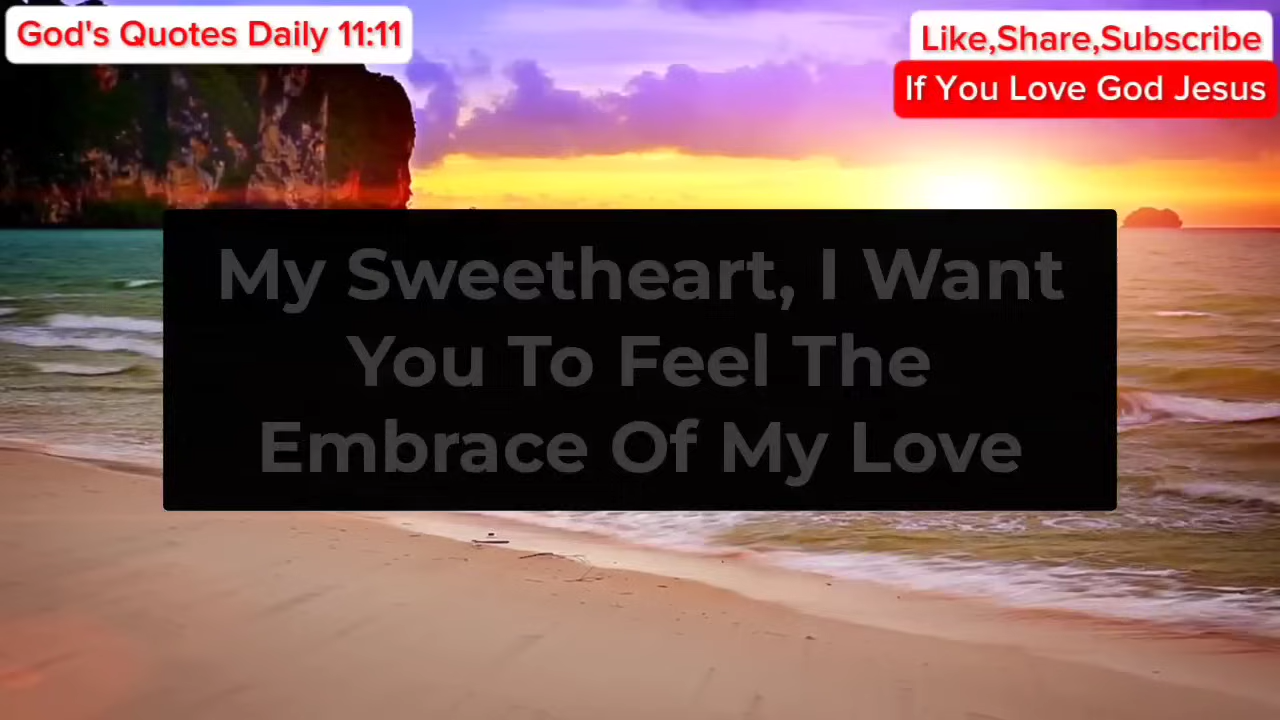 God's Quotes Daily 11:11
Like,Share,Subscribe
If You Love God Jesus
My Sweetheart, I Want
You To Feel The
Embrace Of My Love